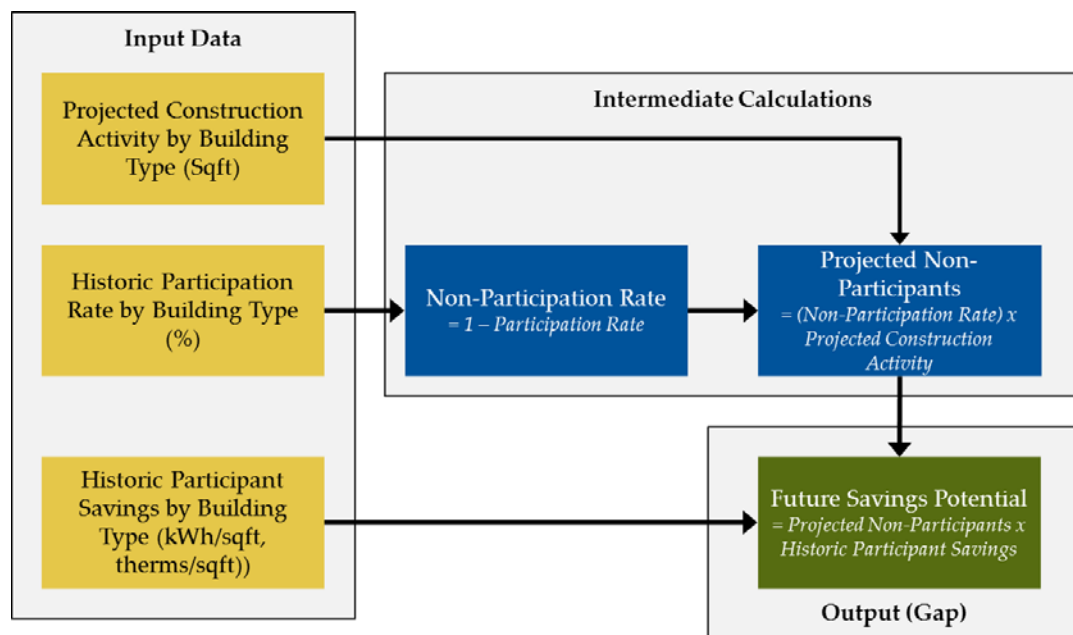 Input Data
Projected Construction
Activity by Building
Type (Sqft)
Historic Participation
Rate by Building Type
(%)
Historic Participant
Savings by Building
Type (kWh/sqft,
therms/sqft))
Intermediate Calculations
Non-Participation Rate
= 1 – Participation Rate
Projected Non-
Participants
= (Non-Participation Rate) x
Projected Construction
Activity
Future Savings Potential
= Projected Non-Participants x
Historic Participant Savings
Output (Gap)